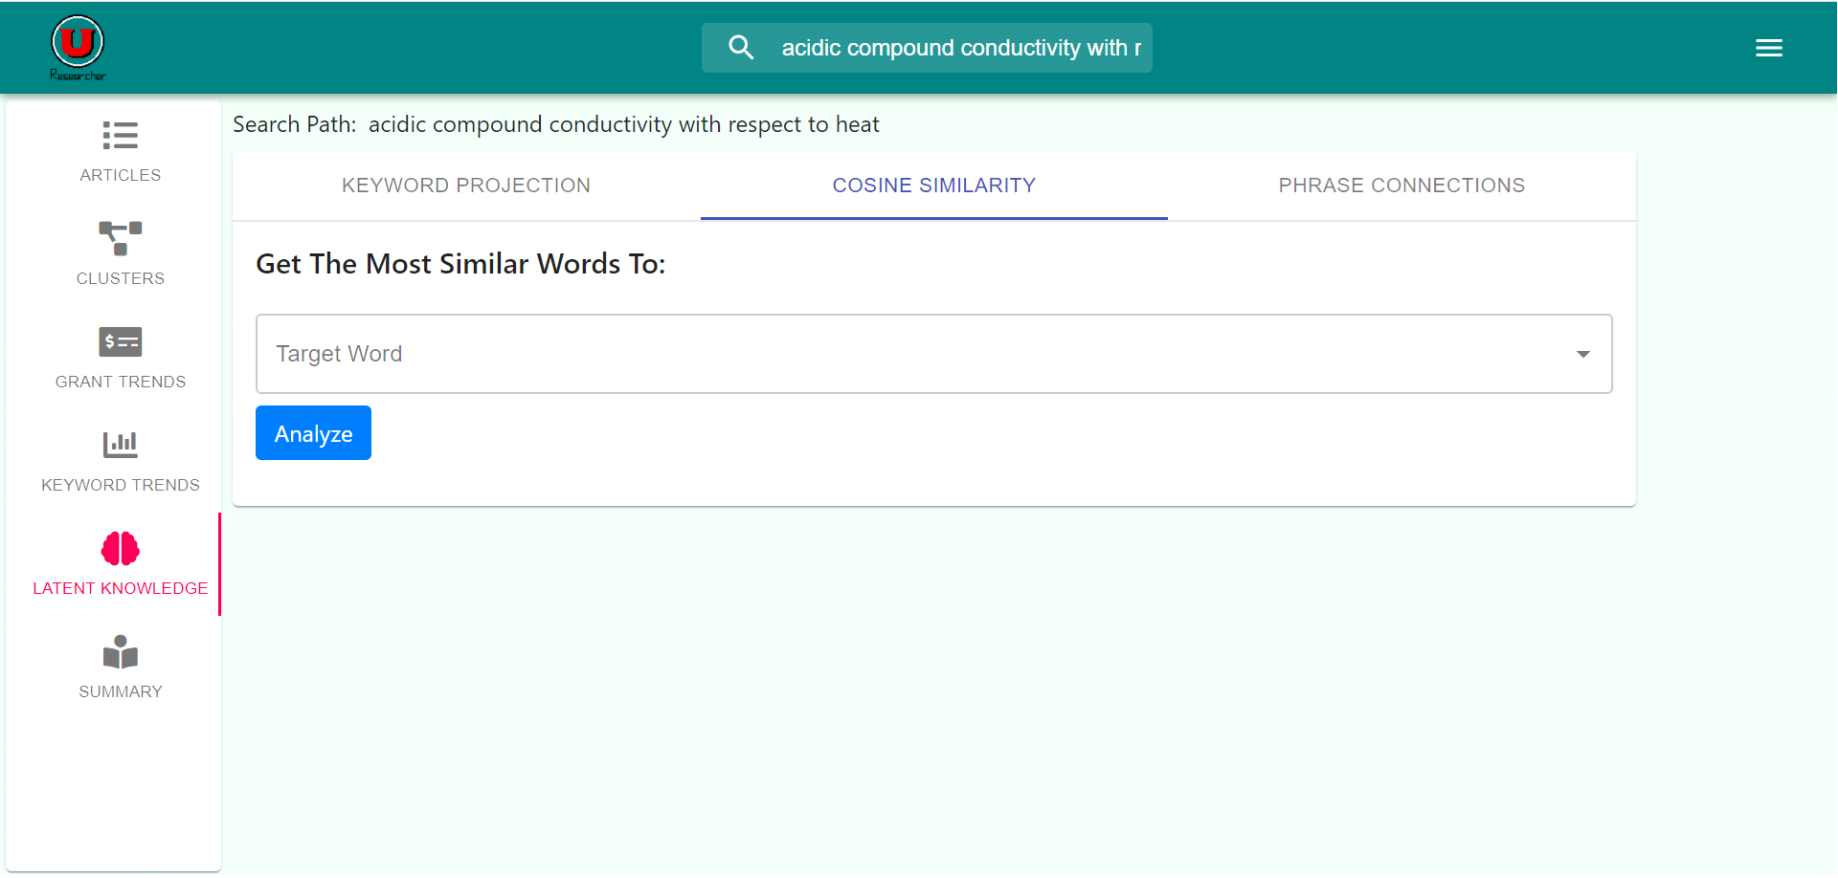 U
Researcher
acidic compound conductivity with r
ARTICLES
CLUSTERS
$
GRANT TRENDS
KEYWORD TRENDS
LATENT KNOWLEDGE
SUMMARY
Search Path: acidic compound conductivity with respect to heat
KEYWORD PROJECTION
COSINE SIMILARITY
PHRASE CONNECTIONS
Get The Most Similar Words To:
Target Word
Analyze